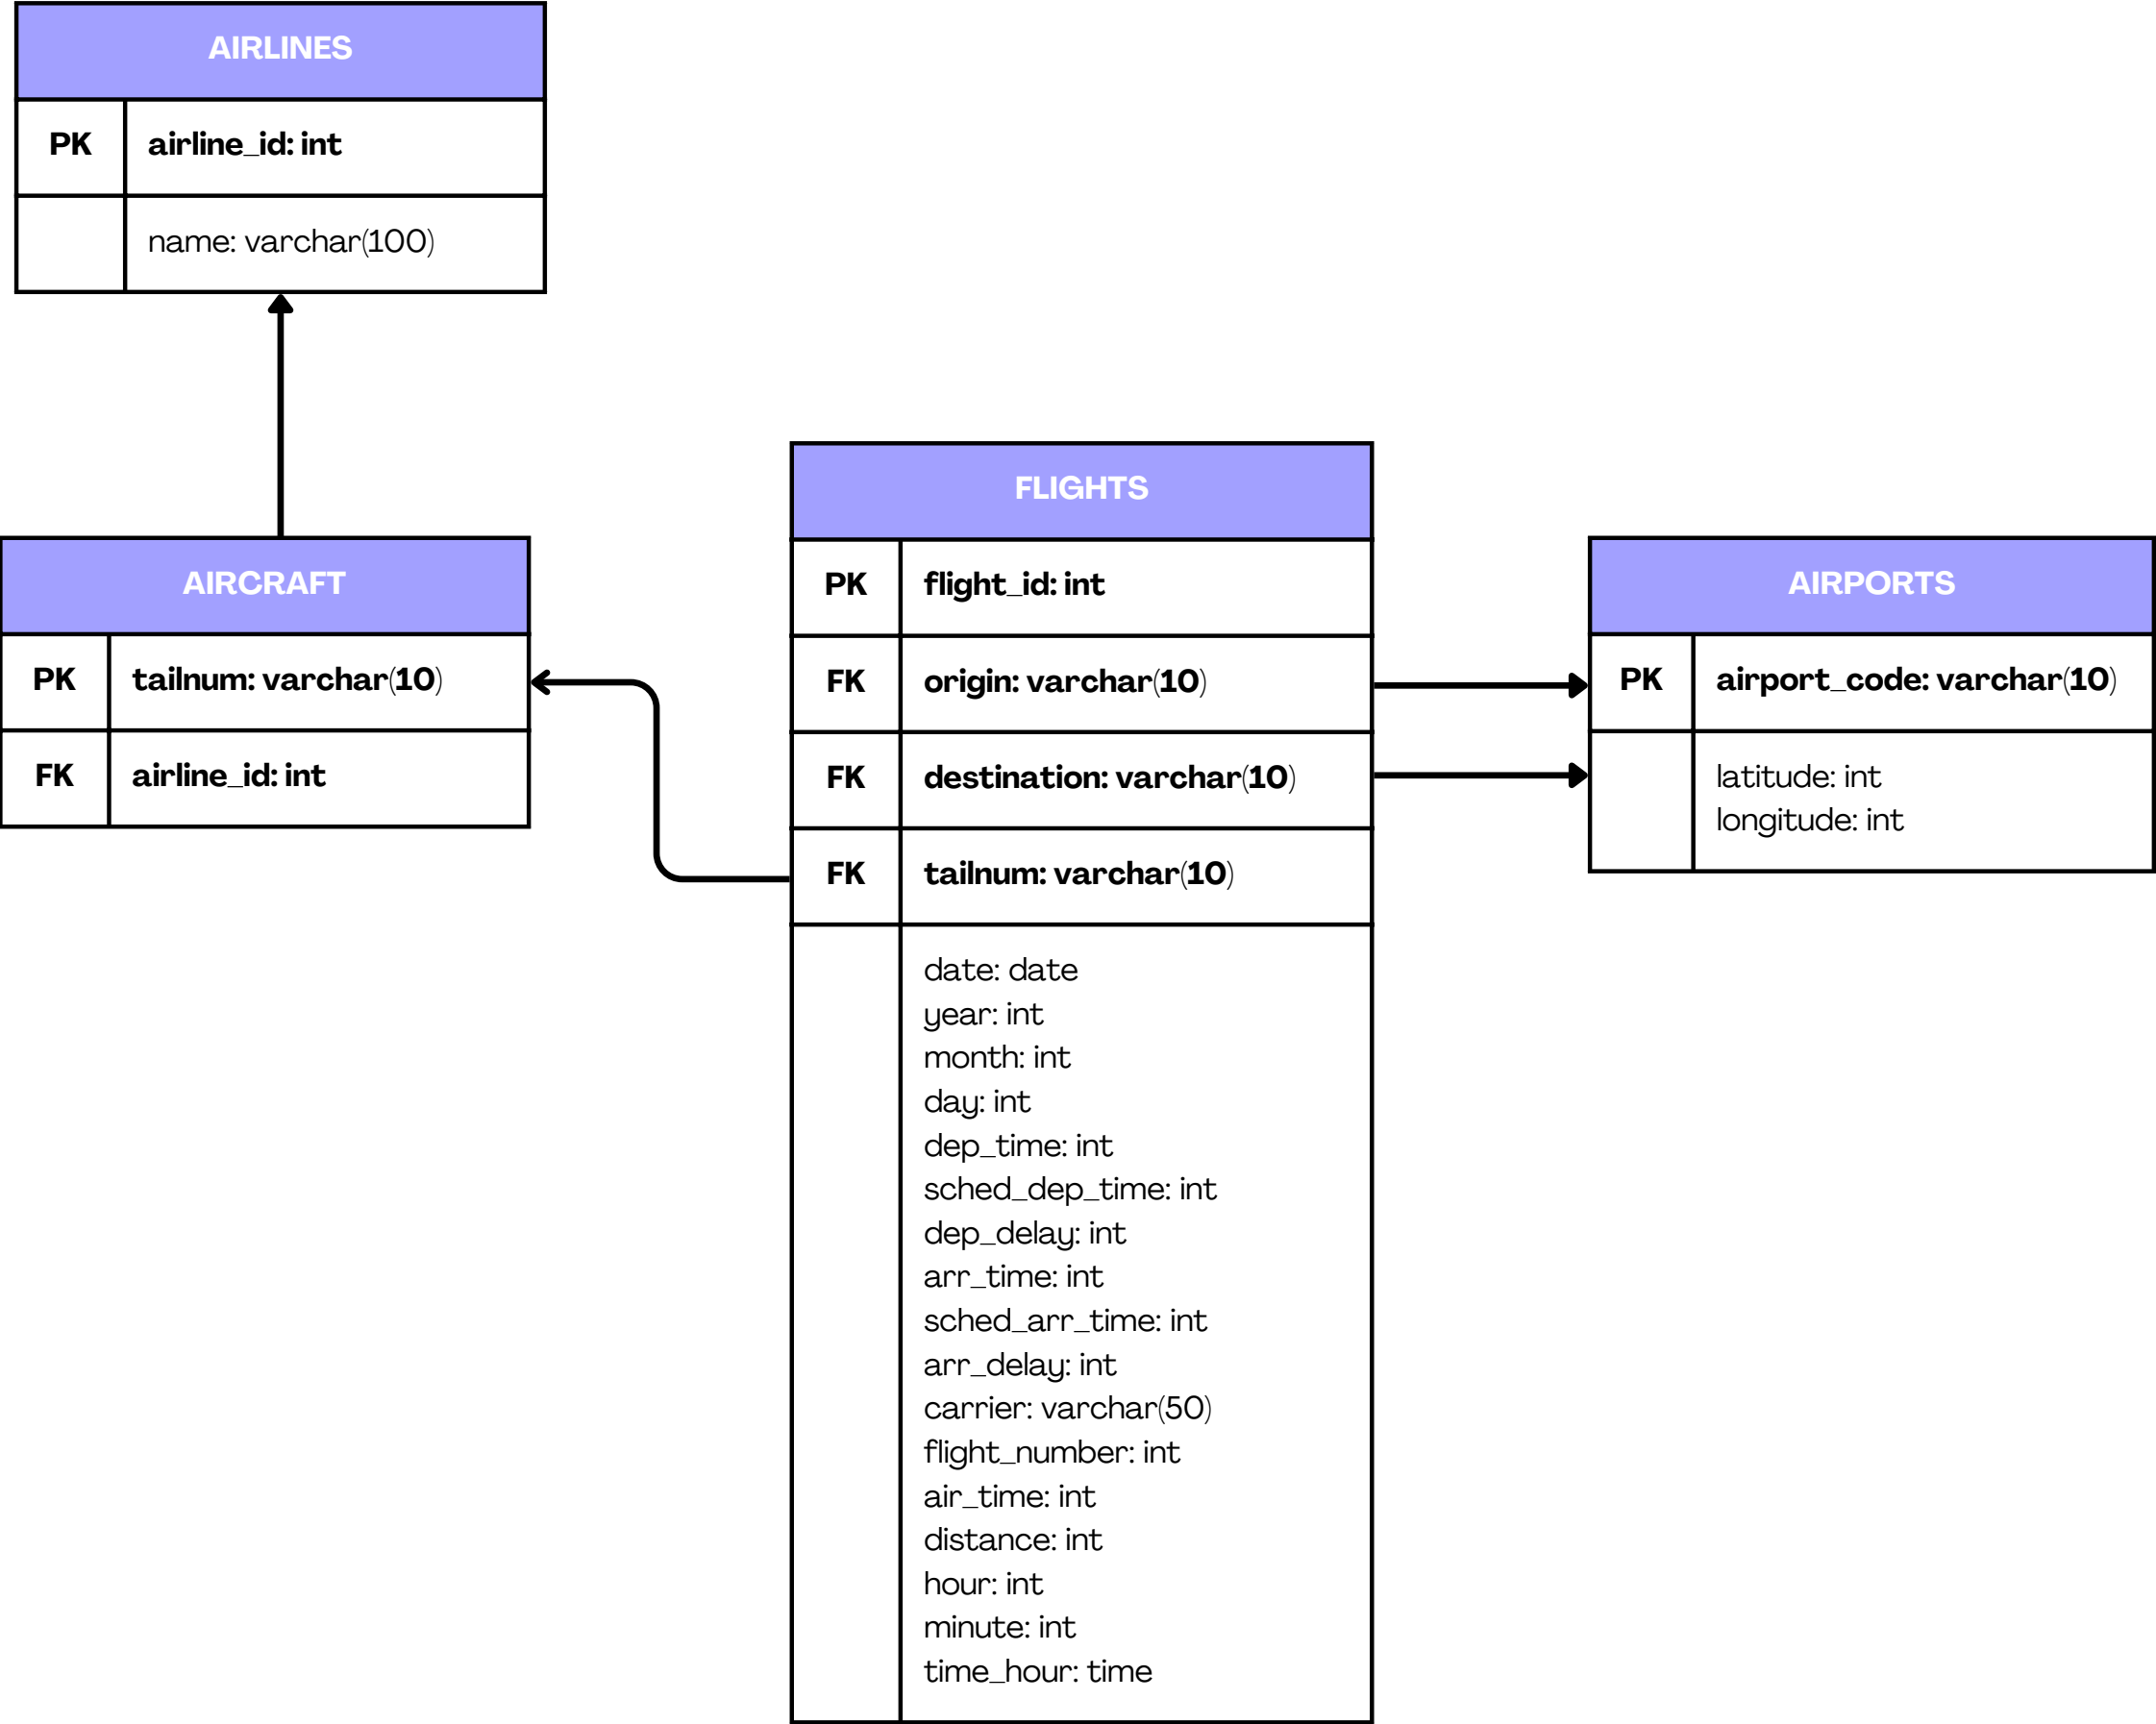 AIRLINES
PK airline_id: int
name: varchar(100)
AIRCRAFT
PK tailnum: varchar(10)
FK airline_id: int
FLIGHTS
PK flight_id: int
FK origin: varchar(10)
FK destination: varchar(10)
FK tailnum: varchar(10)
date: date
year: int
month: int
day: int
dep_time: int
sched_dep_time: int
dep_delay: int
arr_time: int
sched_arr_time: int
arr_delay: int
carrier: varchar(50)
flight_number: int
air_time: int
distance: int
hour: int
minute: int
time_hour: time
AIRPORTS
PK airport_code: varchar(10)
latitude: int
longitude: int